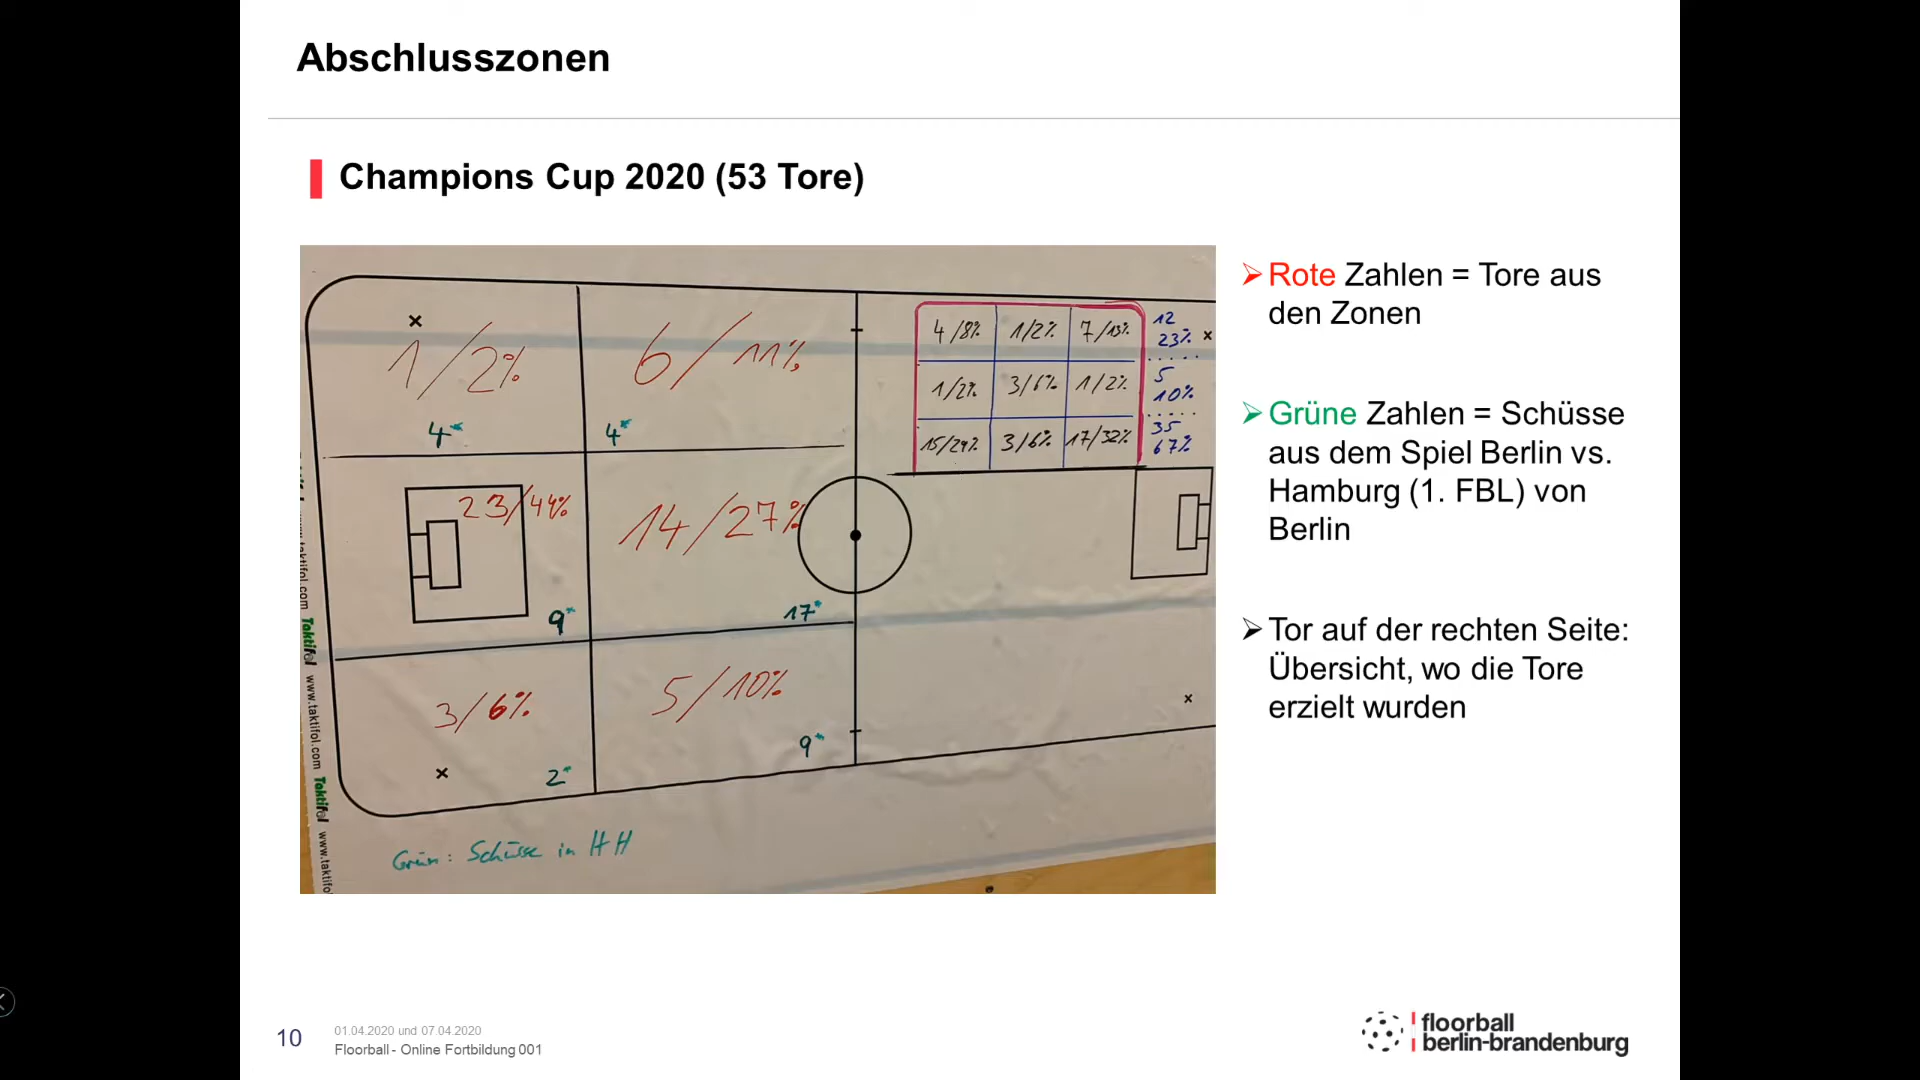 Abschlusszonen
Champions Cup 2020 (53 Tore)
1/2%
6/11%
4*
4*
23/44%
14/27%
9*
17*
3/6%
5/10%
2*
9*
Grün: Schüsse in HH
4/8% 1/2% 7/13%
1/2% 3/6% 1/2%
15/29% 3/6% 17/32%
12
23%
5
10%
35
67%
Taktifol www.taktifol.com Taktifol
➢Rote Zahlen = Tore aus
den Zonen
➢Grüne Zahlen = Schüsse
aus dem Spiel Berlin vs.
Hamburg (1. FBL) von
Berlin
➢Tor auf der rechten Seite:
Übersicht, wo die Tore
erzielt wurden
10
01.04.2020 und 07.04.2020
Floorball - Online Fortbildung 001
floorball
berlin-brandenburg